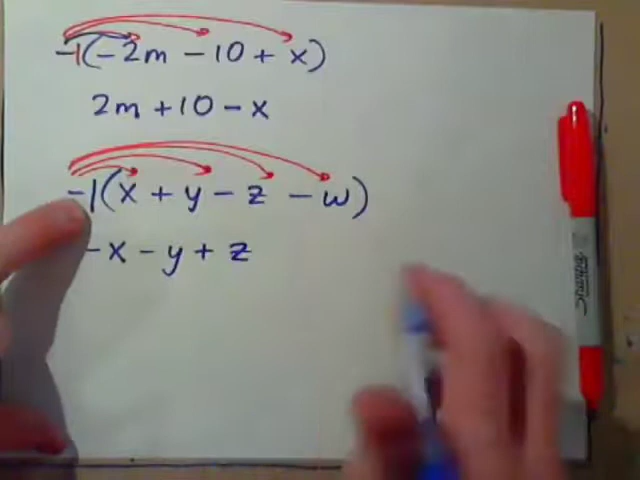 -1(-2m - 10 + x)
2m + 10 - x
-1(x + y - z - w)
-x - y + z
Sharpie